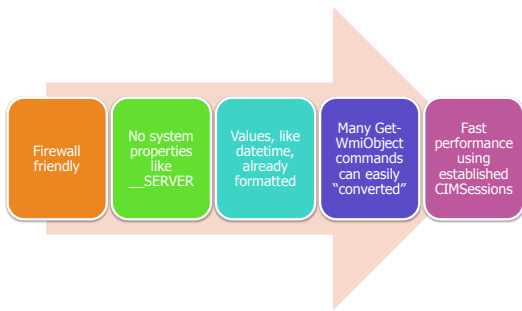 Firewall
friendly
No system
properties
like
__SERVER
Values, like
datetime,
already
formatted
Many Get-
WmiObject
commands
can easily
“converted”
Fast
performance
using
established
CIMSessions